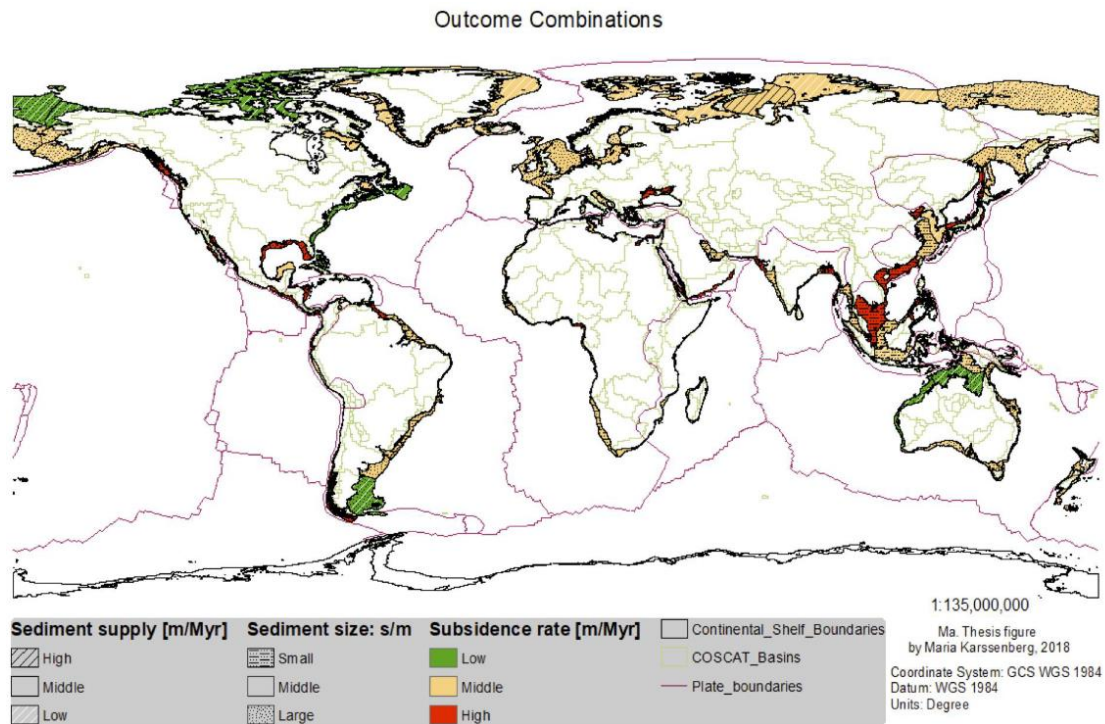 Outcome Combinations
Sediment supply [m/Myr]
High
Middle
Low
Sediment size: s/m
Small
Middle
Large
Subsidence rate [m/Myr]
Low
Middle
High
Continental_Shelf_Boundaries
COSCAT_Basins
Plate_boundaries
1:135,000,000
Ma. Thesis figure
by Maria Karssenberg, 2018
Coordinate System: GCS WGS 1984
Datum: WGS 1984
Units: Degree